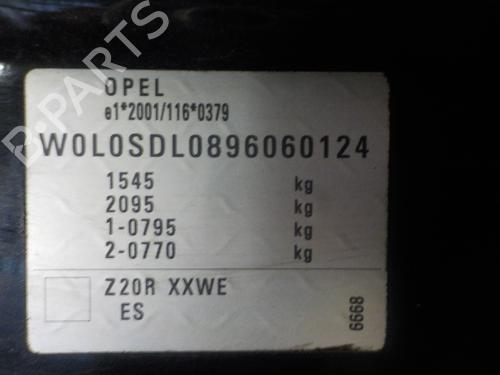 OPEL
e1*2001/116*0379
W0L0SDL0896060124
1545 kg
2095 kg
1-0795 kg
2-0770 kg
Z20R XXWE
ES
6668
B-PARTS